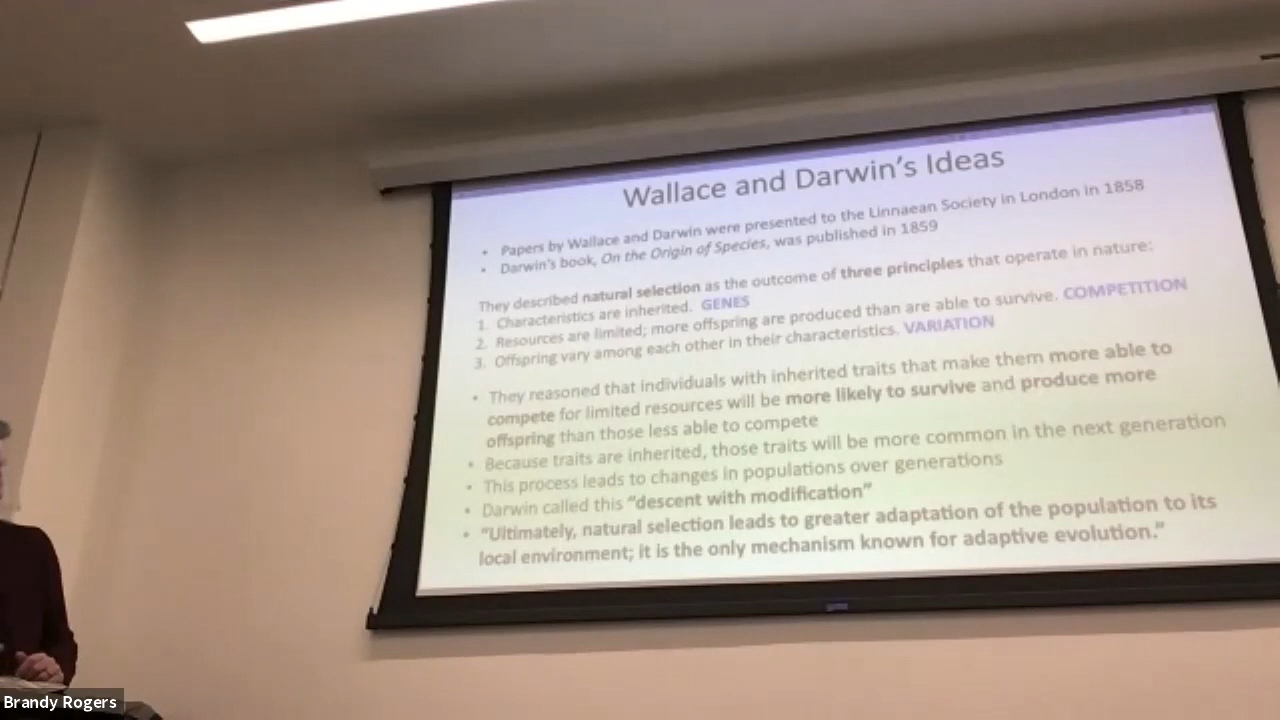 Wallace and Darwin's Ideas
• Papers by Wallace and Darwin were presented to the Linnaean Society in London in 1858
• Darwin's book, On the Origin of Species, was published in 1859
They described natural selection as the outcome of three principles that operate in nature:
1. Characteristics are inherited. GENES
2. Resources are limited; more offspring are produced than are able to survive. COMPETITION
3. Offspring vary among each other in their characteristics. VARIATION
• They reasoned that individuals with inherited traits that make them more able to
compete for limited resources will be more likely to survive and produce more
offspring than those less able to compete
• Because traits are inherited, those traits will be more common in the next generation
• This process leads to changes in populations over generations
• Darwin called this "descent with modification"
• "Ultimately, natural selection leads to greater adaptation of the population to its
local environment; it is the only mechanism known for adaptive evolution."
Brandy Rogers